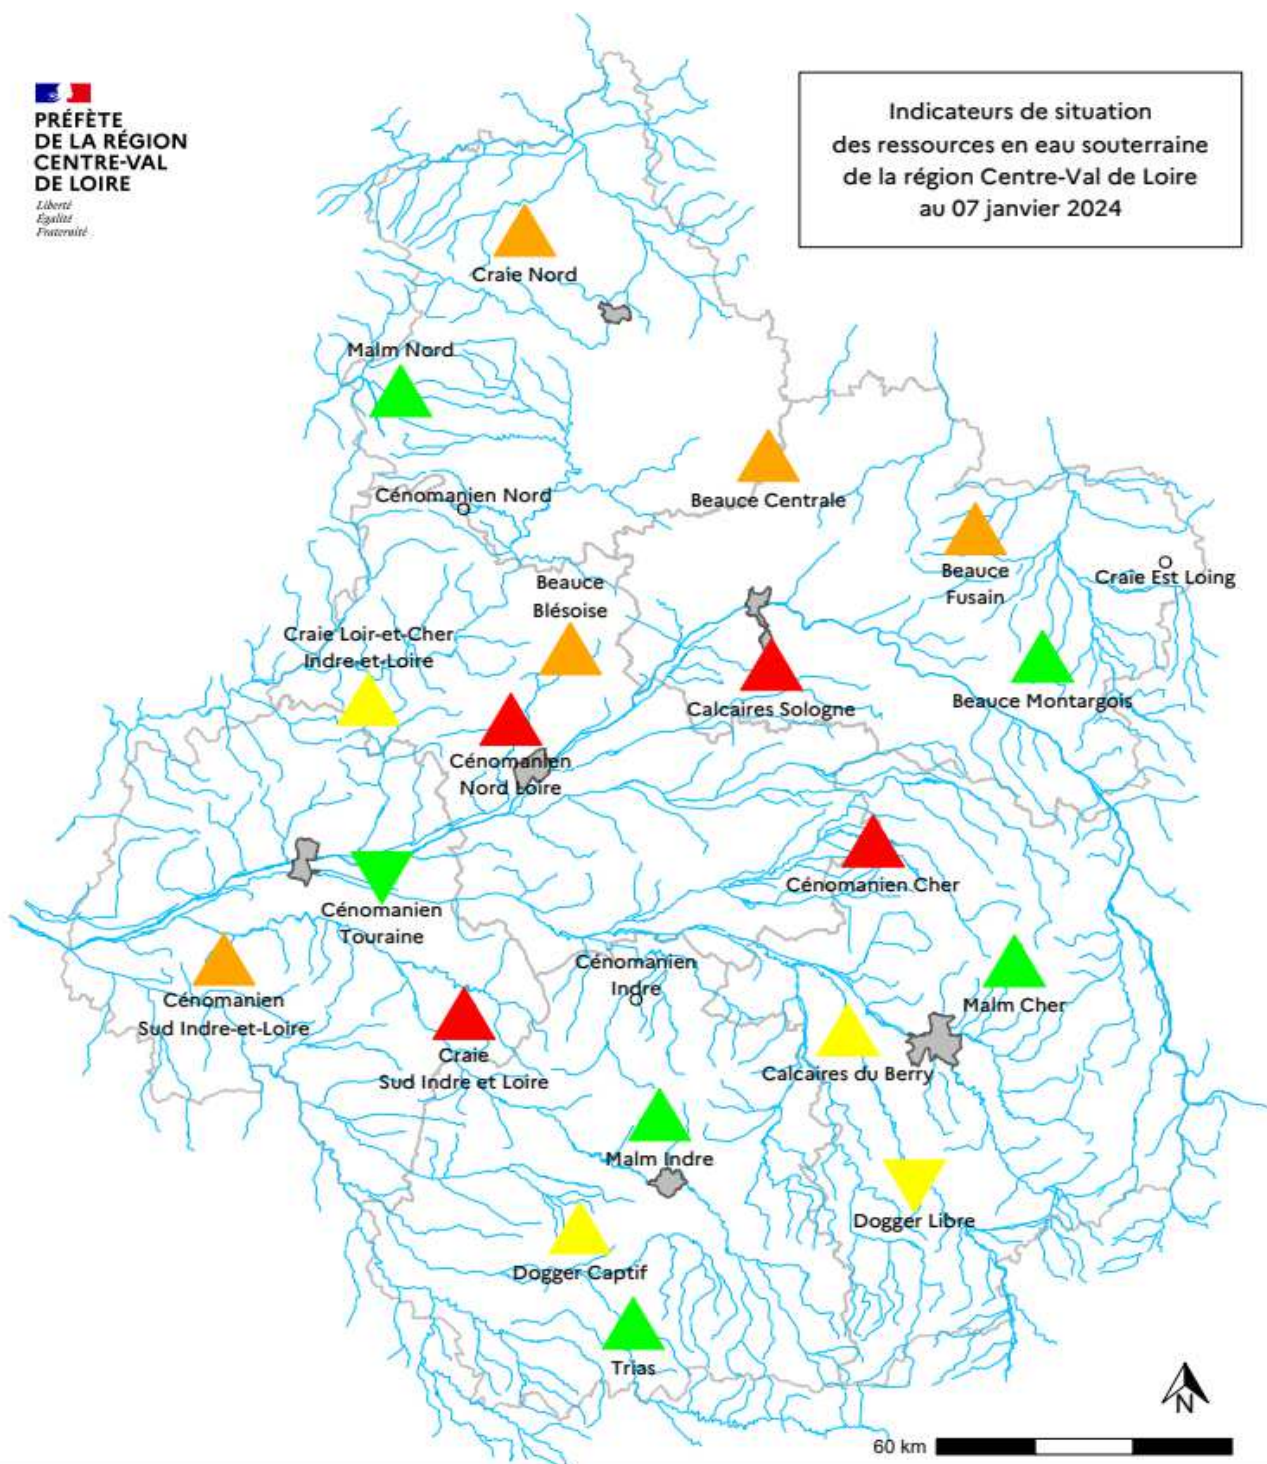 PRÉFÈTE
DE LA RÉGION
CENTRE-VAL
DE LOIRE
Liberté
Égalité
Fraternité
Indicateurs de situation
des ressources en eau souterraine
de la région Centre-Val de Loire
au 07 janvier 2024
Craie Nord
Malm Nord
Cénomanien Nord
Beauce Centrale
Beauce
Fusain
Craie Est Loing
Beauce
Blésoise
Craie Loir-et-Cher
Indre-et-Loire
Calcaires Sologne
Beauce Montargois
Cénomanien
Nord Loire
Cénomanien Cher
Cénomanien
Touraine
Cénomanien
Sud Indre-et-Loire
Cénomanien
Indre
Malm Cher
Craie
Sud Indre et Loire
Calcaires du Berry
Malm Indre
Dogger Libre
Dogger Captif
Trias
N
60 km